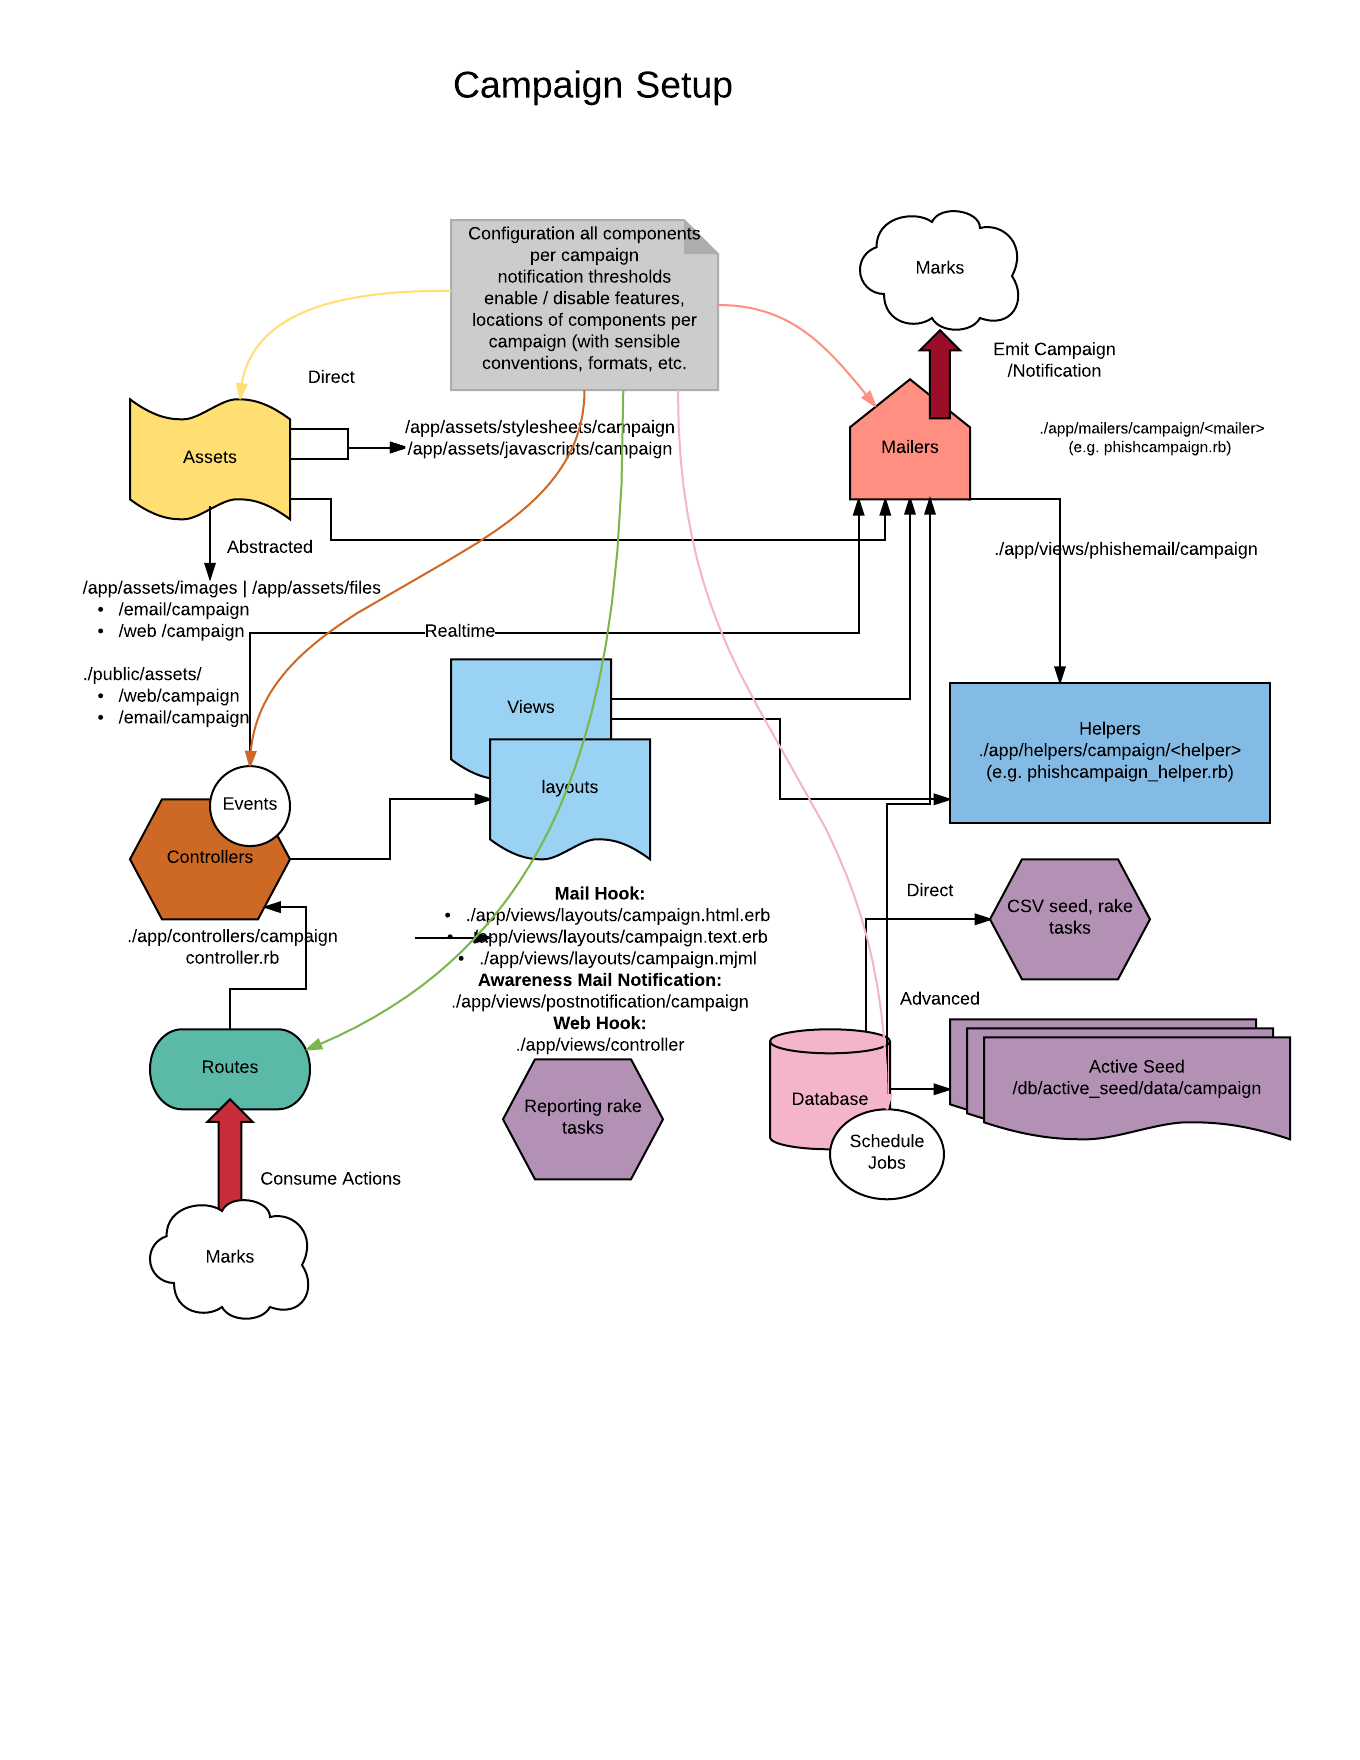 Campaign Setup
Configuration all components
per campaign
notification thresholds
enable / disable features,
locations of components per
campaign (with sensible
conventions, formats, etc.
Marks
Emit Campaign
/Notification
Direct
/app/assets/stylesheets/campaign
/app/assets/javascripts/campaign
Assets
Mailers
./app/mailers/campaign/<mailer>
(e.g. phishcampaign.rb)
Abstracted
./app/views/phishemail/campaign
/app/assets/images | /app/assets/files
• /email/campaign
• /web /campaign
Realtime
./public/assets/
• /web/campaign
• /email/campaign
Views
layouts
Helpers
./app/helpers/campaign/<helper>
(e.g. phishcampaign_helper.rb)
Events
Controllers
./app/controllers/campaign
controller.rb
Mail Hook:
• ./app/views/layouts/campaign.html.erb
• ./app/views/layouts/campaign.text.erb
• ./app/views/layouts/campaign.mjml
Awareness Mail Notification:
./app/views/postnotification/campaign
Web Hook:
./app/views/controller
Direct
CSV seed, rake
tasks
Advanced
Routes
Reporting rake
tasks
Database
Active Seed
/db/active_seed/data/campaign
Schedule
Jobs
Consume Actions
Marks